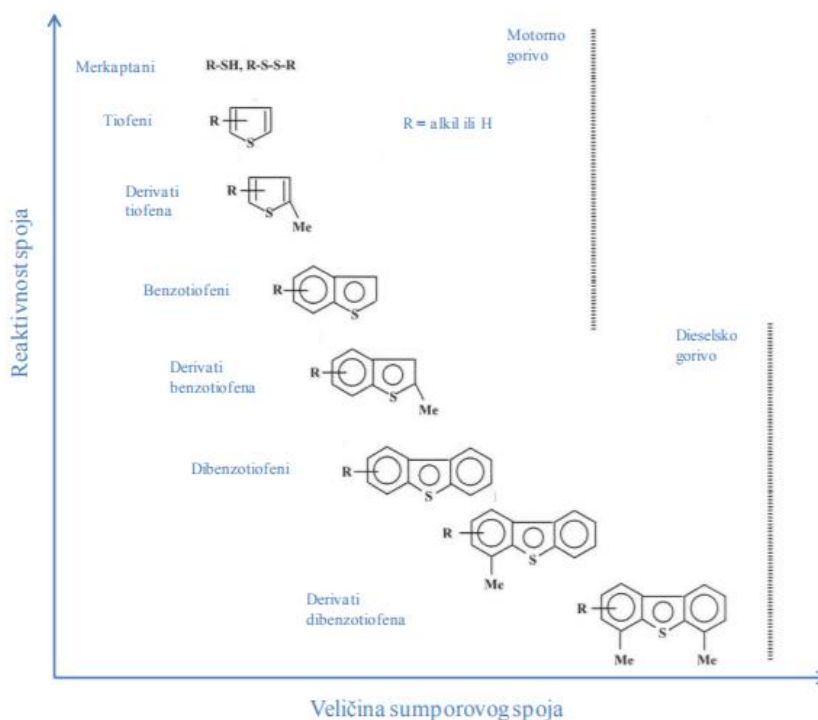 Motorno
gorivo
Merkaptani
R-SH, R-S-S-R
Tiofeni
R
S
R = alkil ili H
Derivati
tiofena
R
S
Me
Benzotiofeni
R
S
Dieselsko
gorivo
Derivati
benzotiofena
R
S
Me
Dibenzotiofeni
R
S
R
S
Me
Derivati
dibenzotiofena
R
S
Me
Me
Reaktivnost spoja
Veličina sumporovog spoja